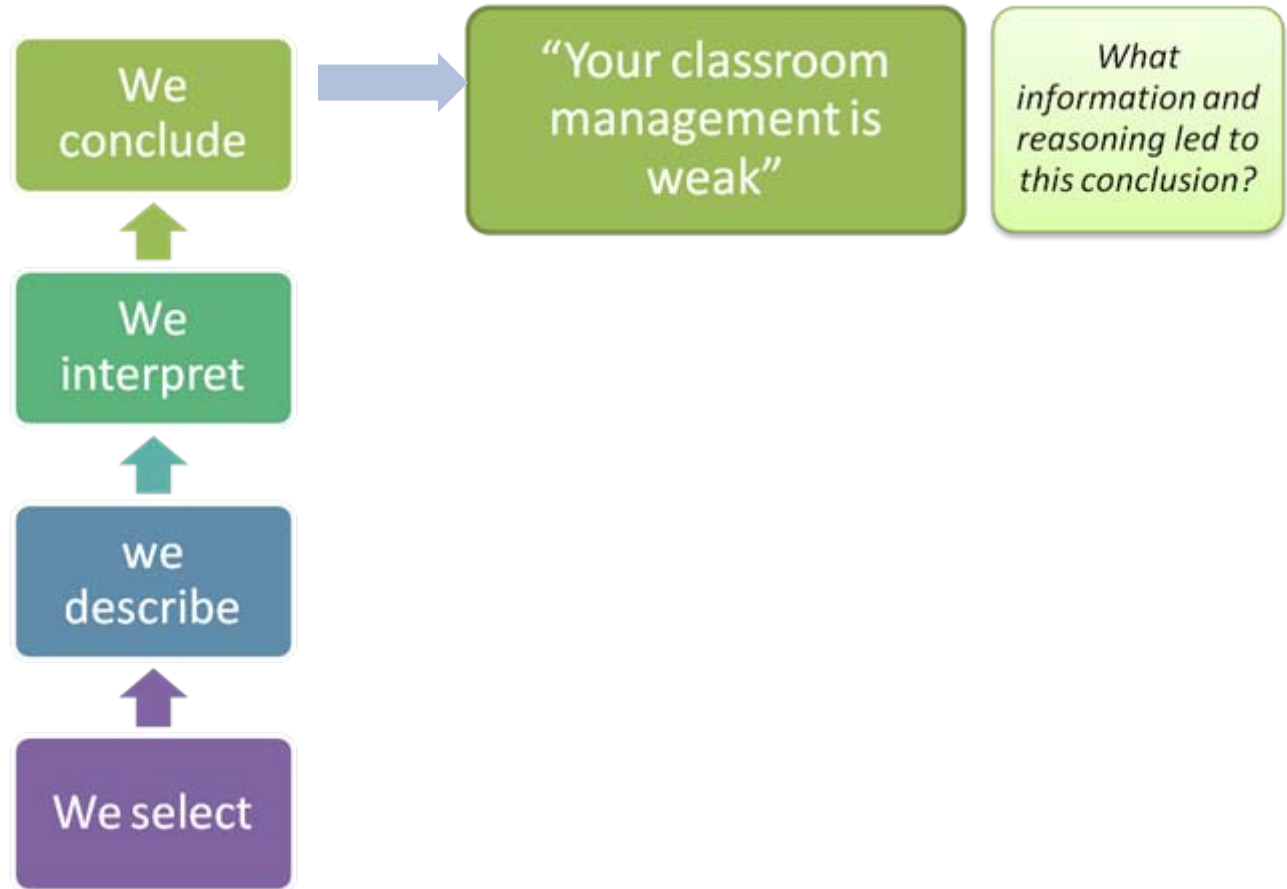 We
conclude
“Your classroom
management is
weak”
What
information and
reasoning led to
this conclusion?
We
interpret
we
describe
We select